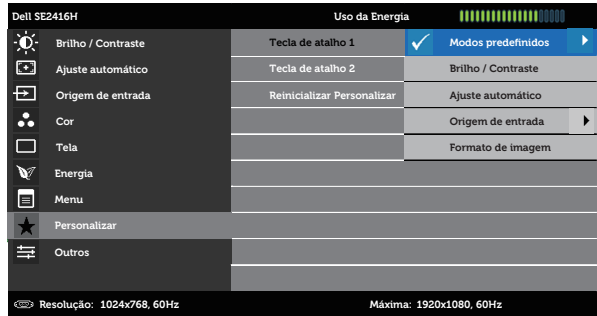 Dell SE2416H Uso da Energia
Brilho / Contraste Tecla de atalho 1 Modos predefinidos
Ajuste automático Tecla de atalho 2 Brilho / Contraste
Origem de entrada Reinicializar Personalizar Ajuste automático
Cor Origem de entrada
Tela Formato de imagem
Energia
Menu
Personalizar
Outros
Resolução: 1024x768, 60Hz Máxima: 1920x1080, 60Hz